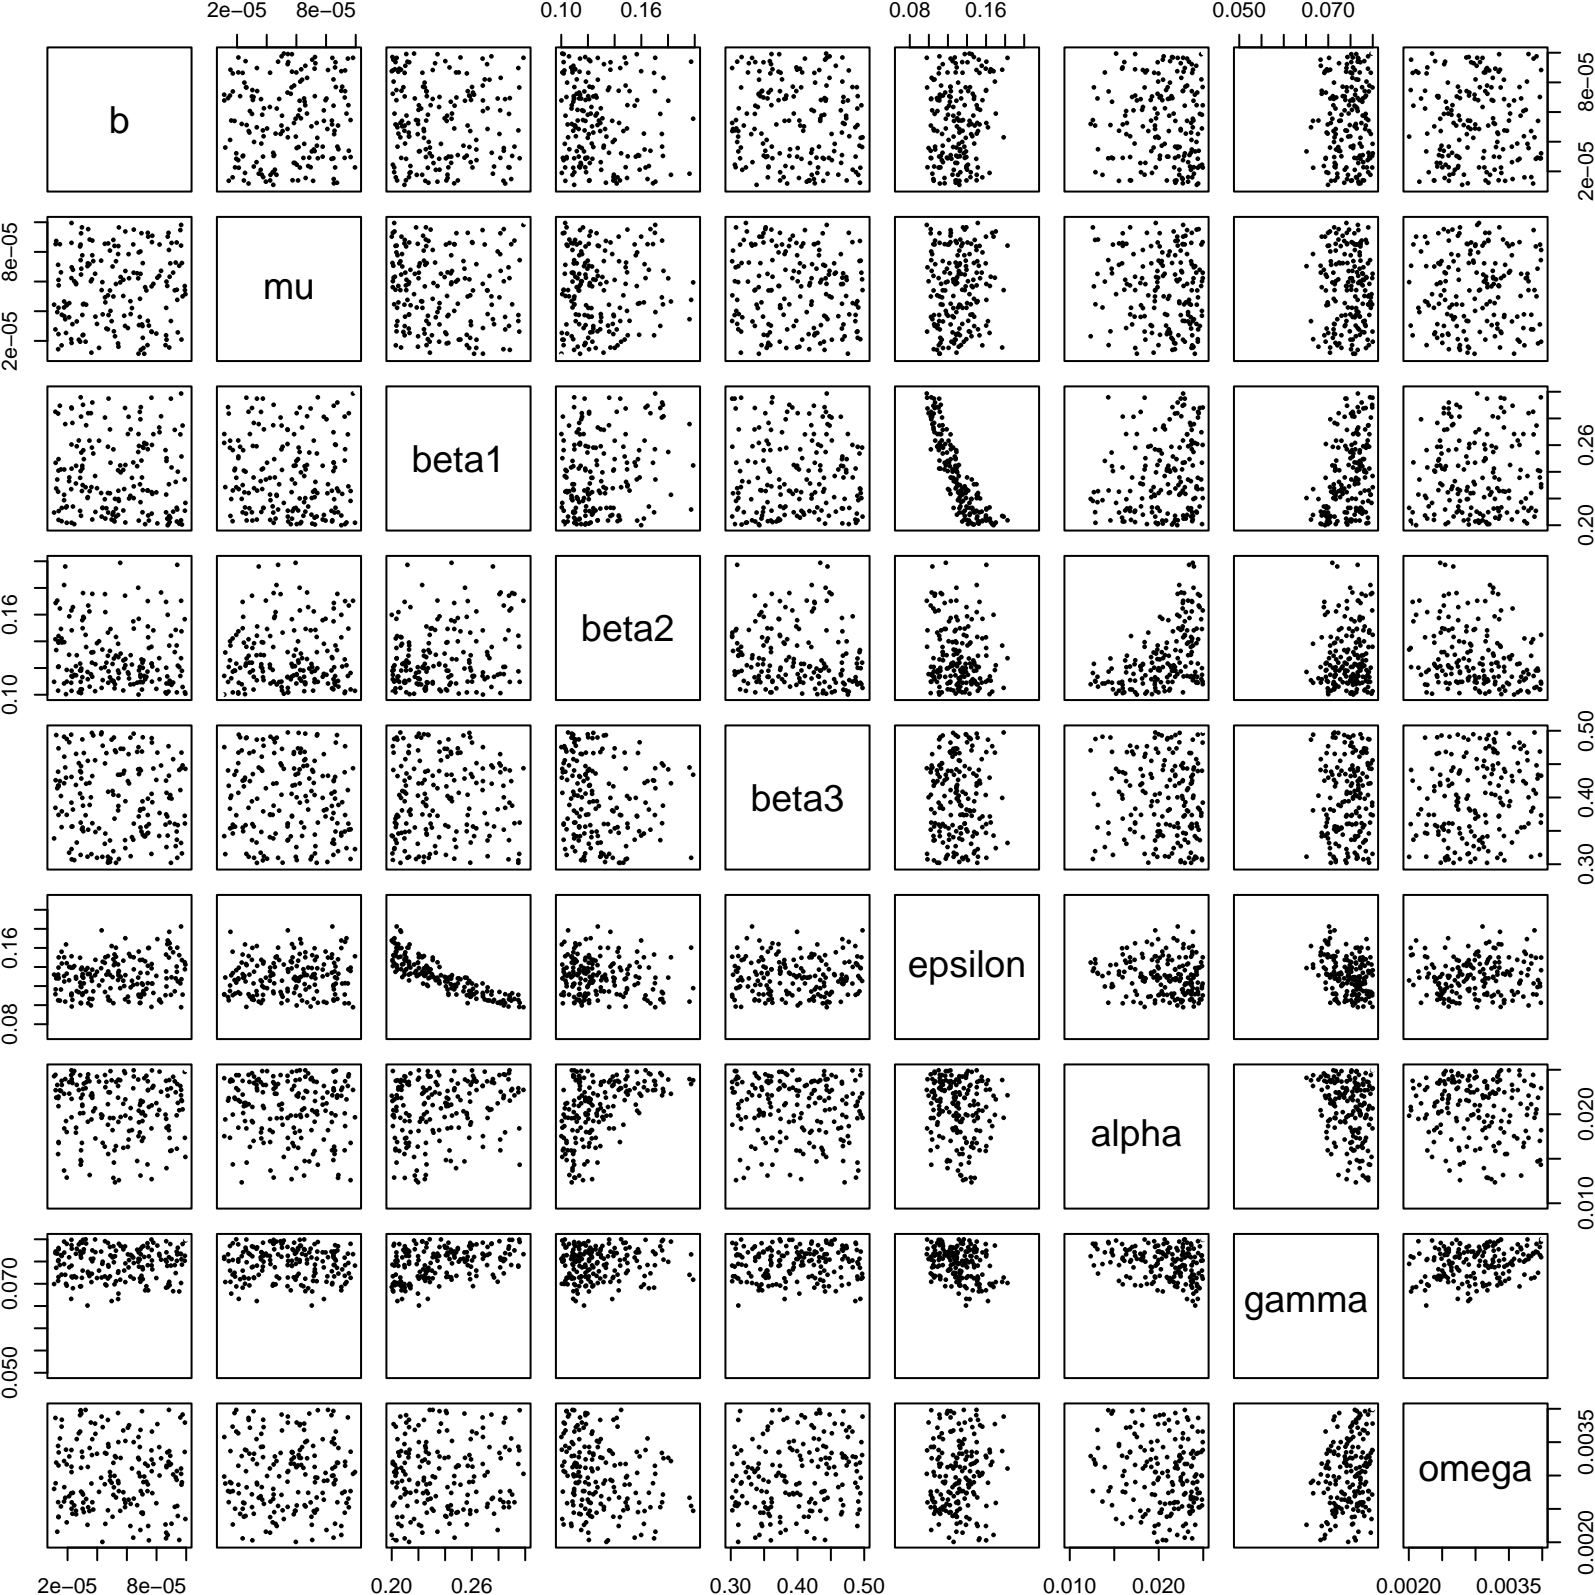 2e−05 8e−05 0.10 0.16 0.08 0.16 0.050 0.070
b 2e−05 8e−05
2e−05 8e−05 mu
beta1 0.20 0.26
0.10 0.16 beta2
beta3 0.30 0.40 0.50
0.08 0.16 epsilon
alpha 0.010 0.020
0.050 0.070 gamma
omega 0.0020 0.0035
2e−05 8e−05 0.20 0.26 0.30 0.40 0.50 0.010 0.020 0.0020 0.0035